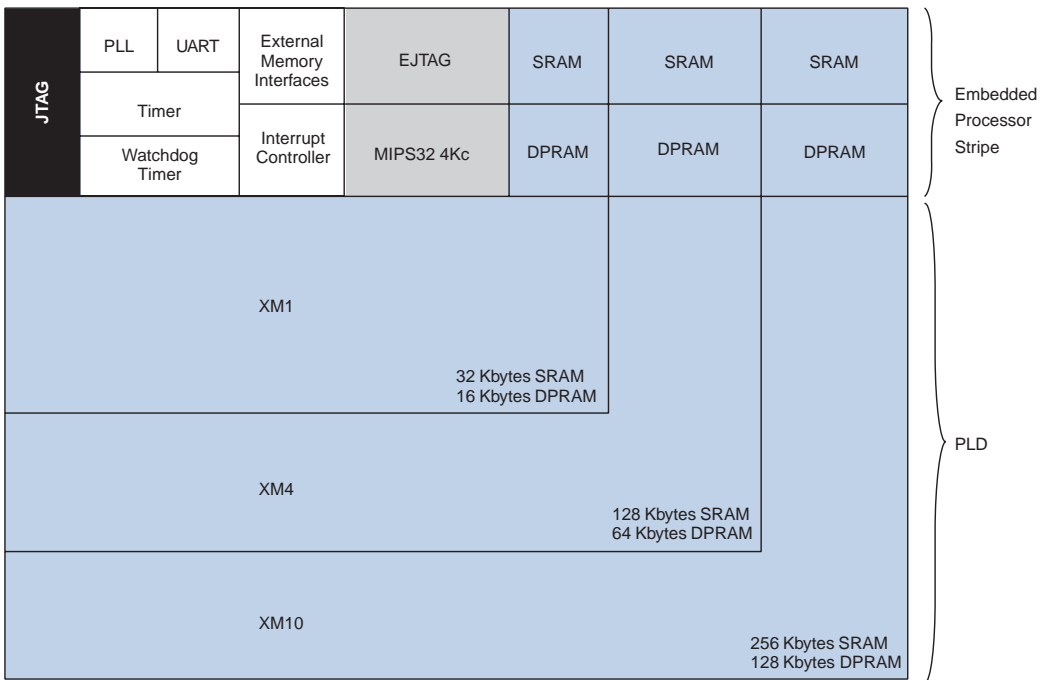 JTAG
PLL
UART
Timer
Watchdog
Timer
External
Memory
Interfaces
Interrupt
Controller
EJTAG
MIPS32 4Kc
SRAM
SRAM
SRAM
DPRAM
DPRAM
DPRAM
Embedded
Processor
Stripe
XM1
32 Kbytes SRAM
16 Kbytes DPRAM
XM4
128 Kbytes SRAM
64 Kbytes DPRAM
XM10
256 Kbytes SRAM
128 Kbytes DPRAM
PLD